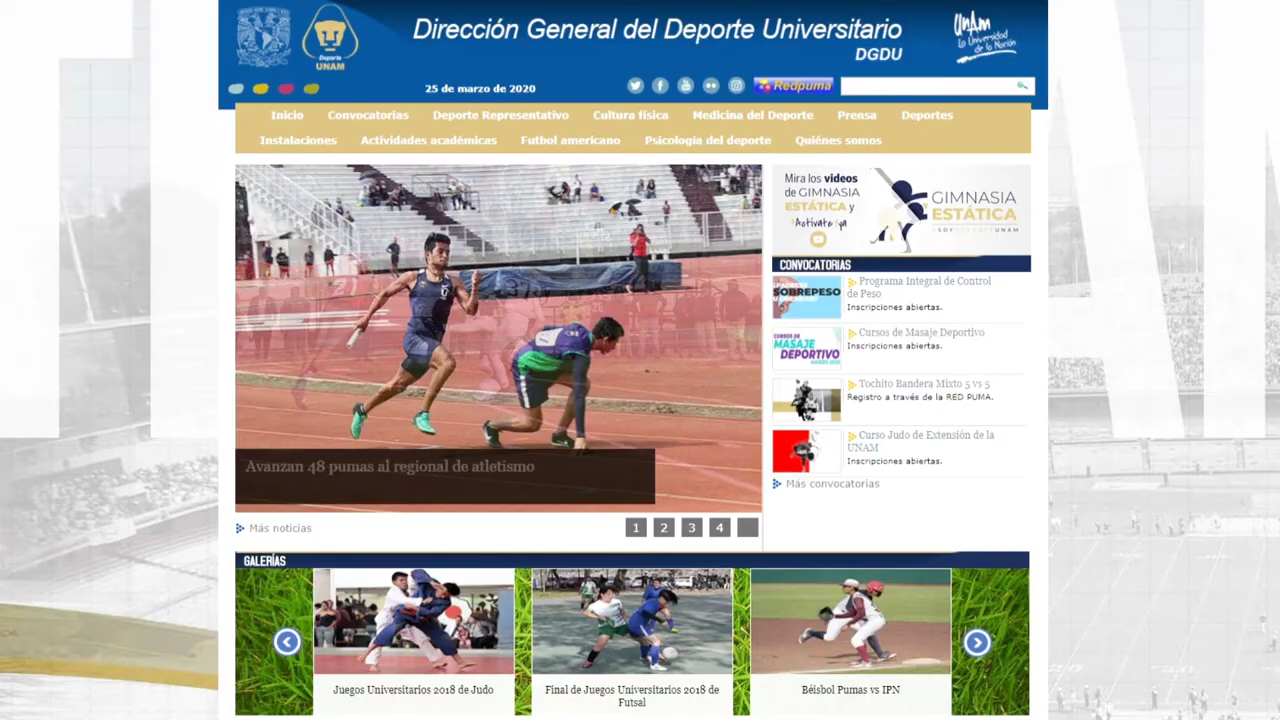 Dirección General del Deporte Universitario
DGDU
Deporte
UNAM
UNAM
La Universidad
de la Nación
25 de marzo de 2020
Redpuma
Inicio Convocatorias Deporte Representativo Cultura física Medicina del Deporte Prensa Deportes
Instalaciones Actividades académicas Futbol americano Psicología del deporte Quiénes somos
Avanzan 48 pumas al regional de atletismo
Más noticias
1 2 3 4
Mira los videos
de GIMNASIA
ESTÁTICA y
¡Actívate ya
GIMNASIA
ESTÁTICA
#SOYDEPORTEUNAM
CONVOCATORIAS
SOBREPESO
Programa Integral de Control
de Peso
Inscripciones abiertas.
CURSOS DE
MASAJE
DEPORTIVO
Cursos de Masaje Deportivo
Inscripciones abiertas.
Tochito Bandera Mixto 5 vs 5
Registro a través de la RED PUMA.
Curso Judo de Extensión de la
UNAM
Inscripciones abiertas.
Más convocatorias
GALERÍAS
Juegos Universitarios 2018 de Judo
Final de Juegos Universitarios 2018 de
Futsal
Béisbol Pumas vs IPN